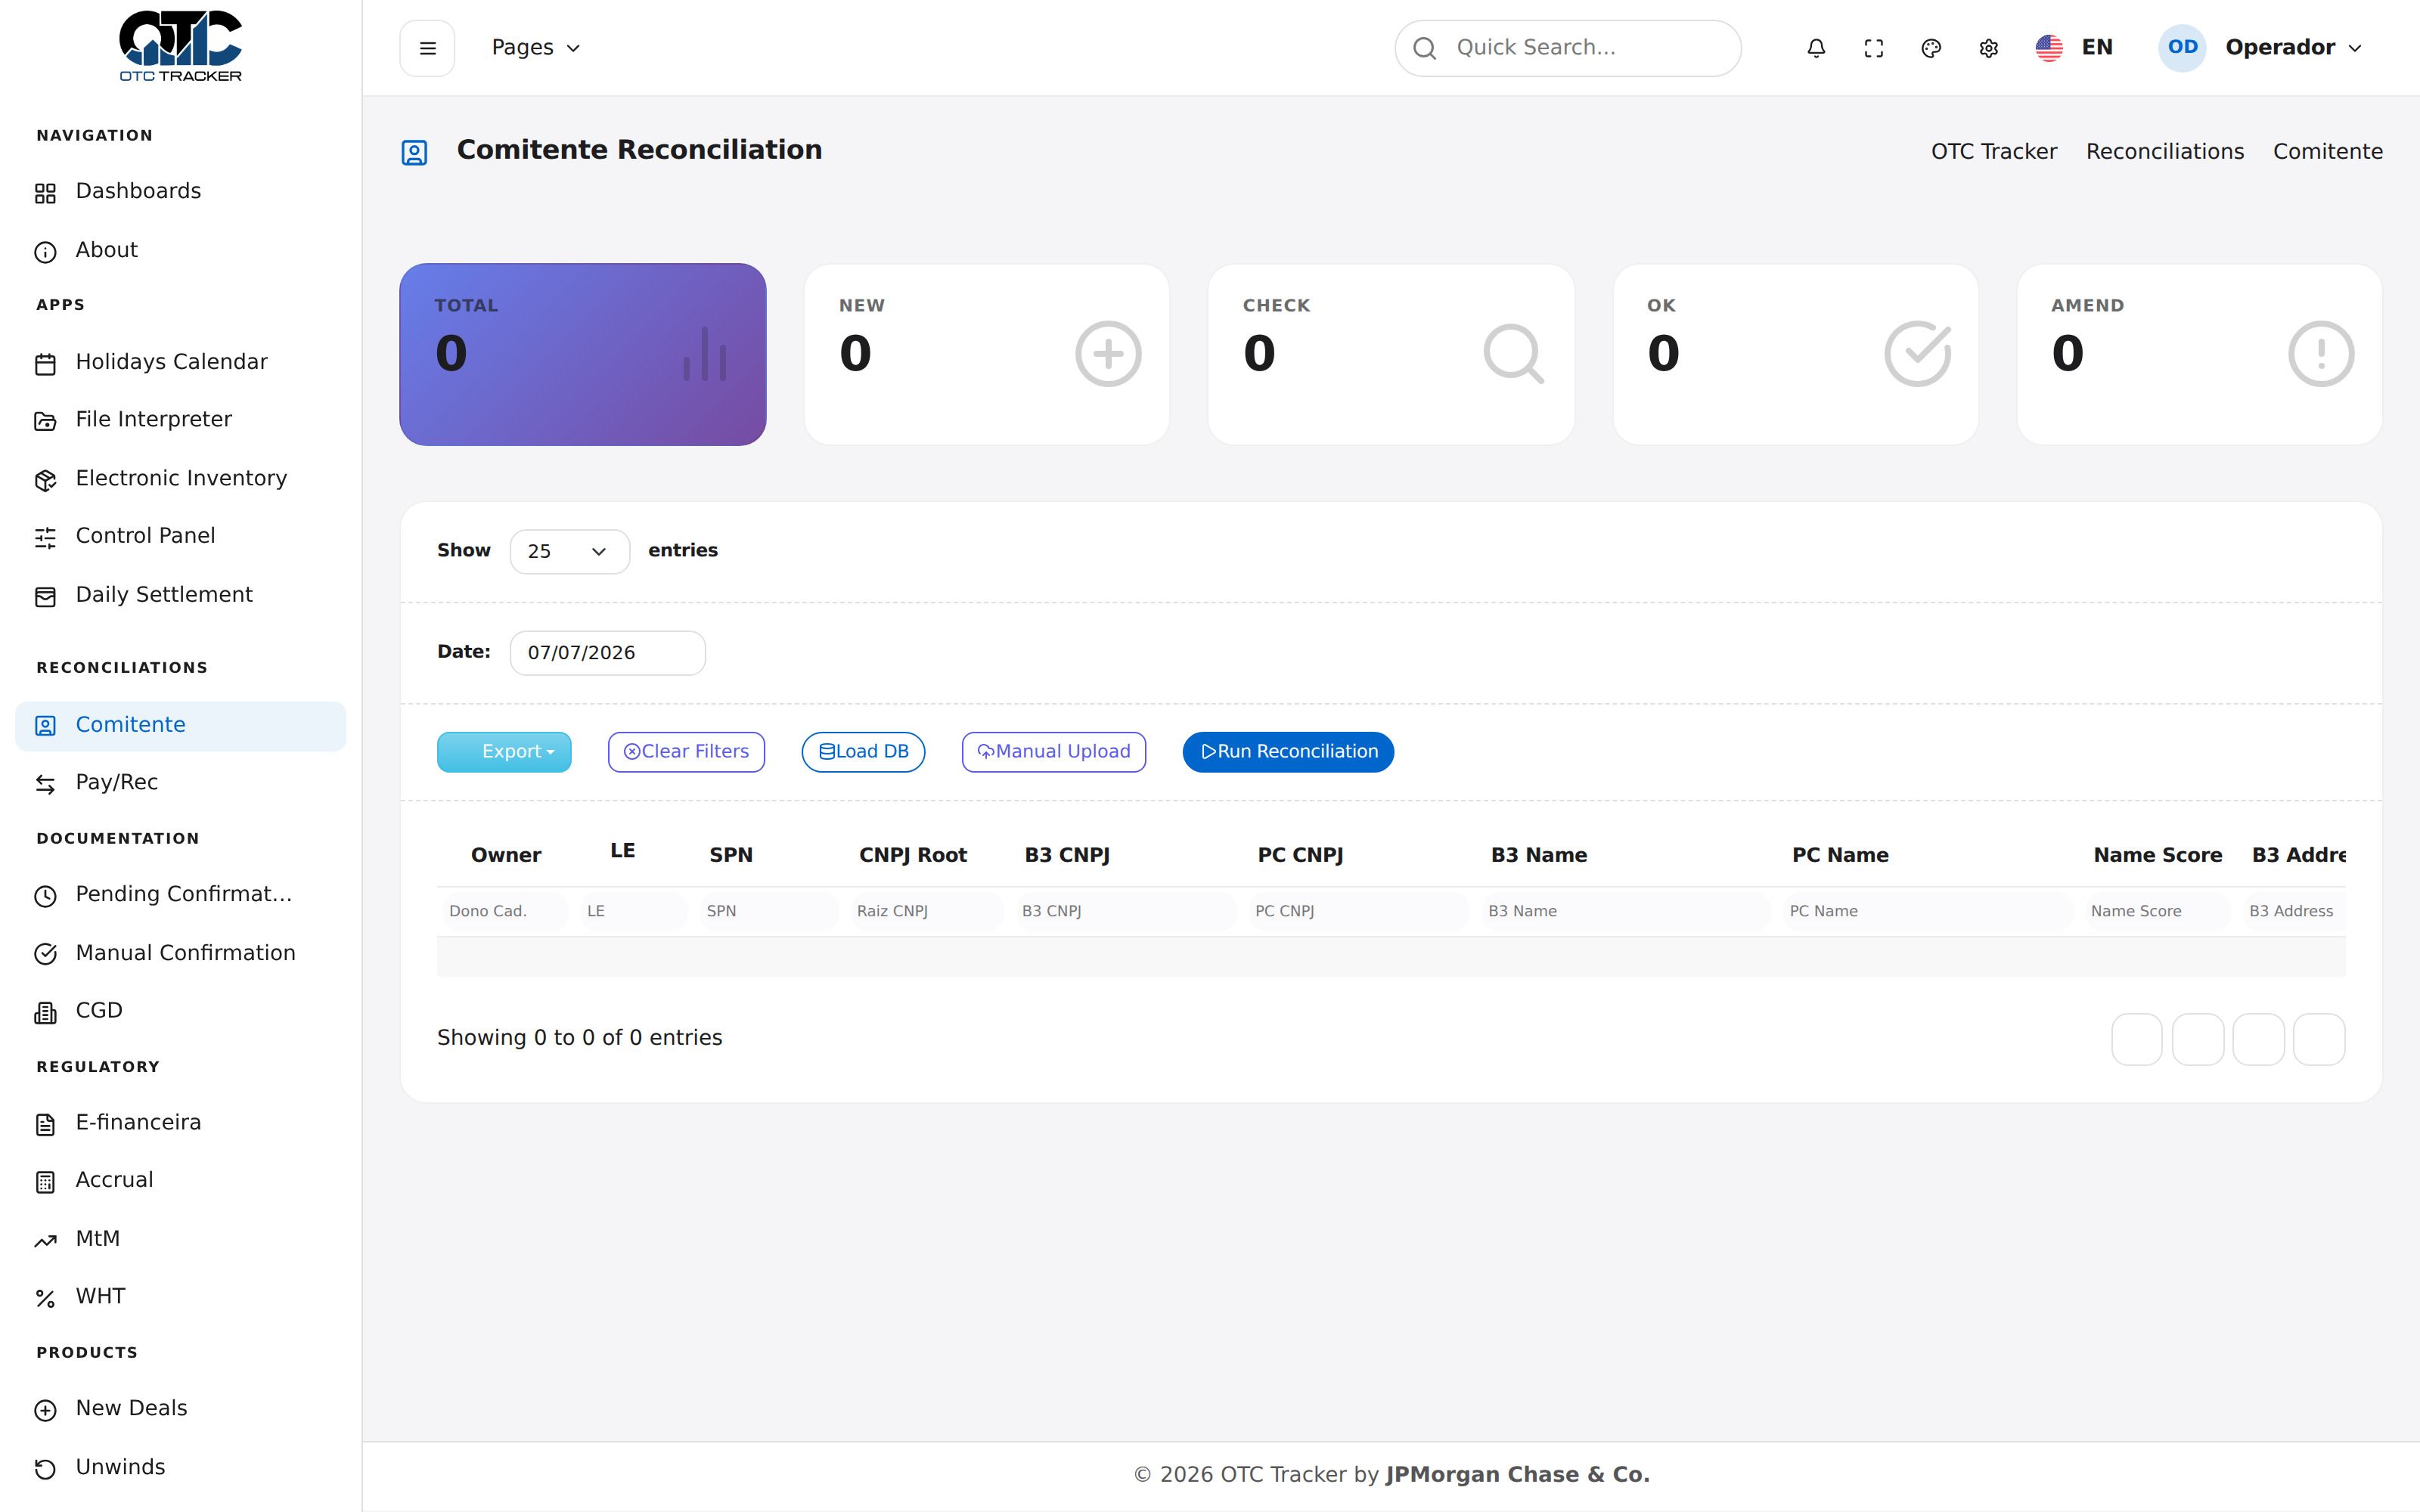 OTC
OTC TRACKER
Pages
Quick Search...
EN
OD
Operador
NAVIGATION
Dashboards
About
APPS
Holidays Calendar
File Interpreter
Electronic Inventory
Control Panel
Daily Settlement
RECONCILIATIONS
Comitente
Pay/Rec
DOCUMENTATION
Pending Confirmat...
Manual Confirmation
CGD
REGULATORY
E-financeira
Accrual
MtM
WHT
PRODUCTS
New Deals
Unwinds
Comitente Reconciliation
OTC Tracker Reconciliations Comitente
TOTAL
0
NEW
0
CHECK
0
OK
0
AMEND
0
Show 25 entries
Date: 07/07/2026
Export Clear Filters Load DB Manual Upload Run Reconciliation
Owner LE SPN CNPJ Root B3 CNPJ PC CNPJ B3 Name PC Name Name Score B3 Addre
Dono Cad. LE SPN Raiz CNPJ B3 CNPJ PC CNPJ B3 Name PC Name Name Score B3 Address
Showing 0 to 0 of 0 entries
© 2026 OTC Tracker by JPMorgan Chase & Co.